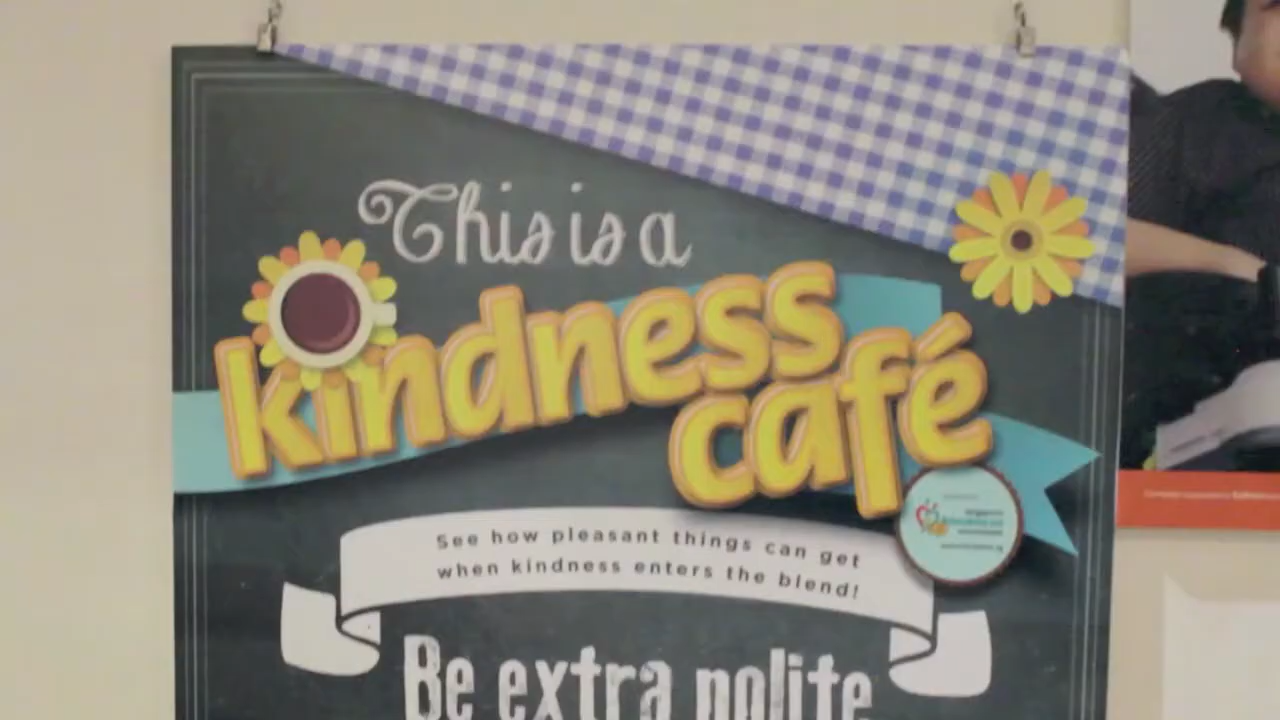 This is a
kindness
café
See how pleasant things can get
when kindness enters the blend!
Be extra polite